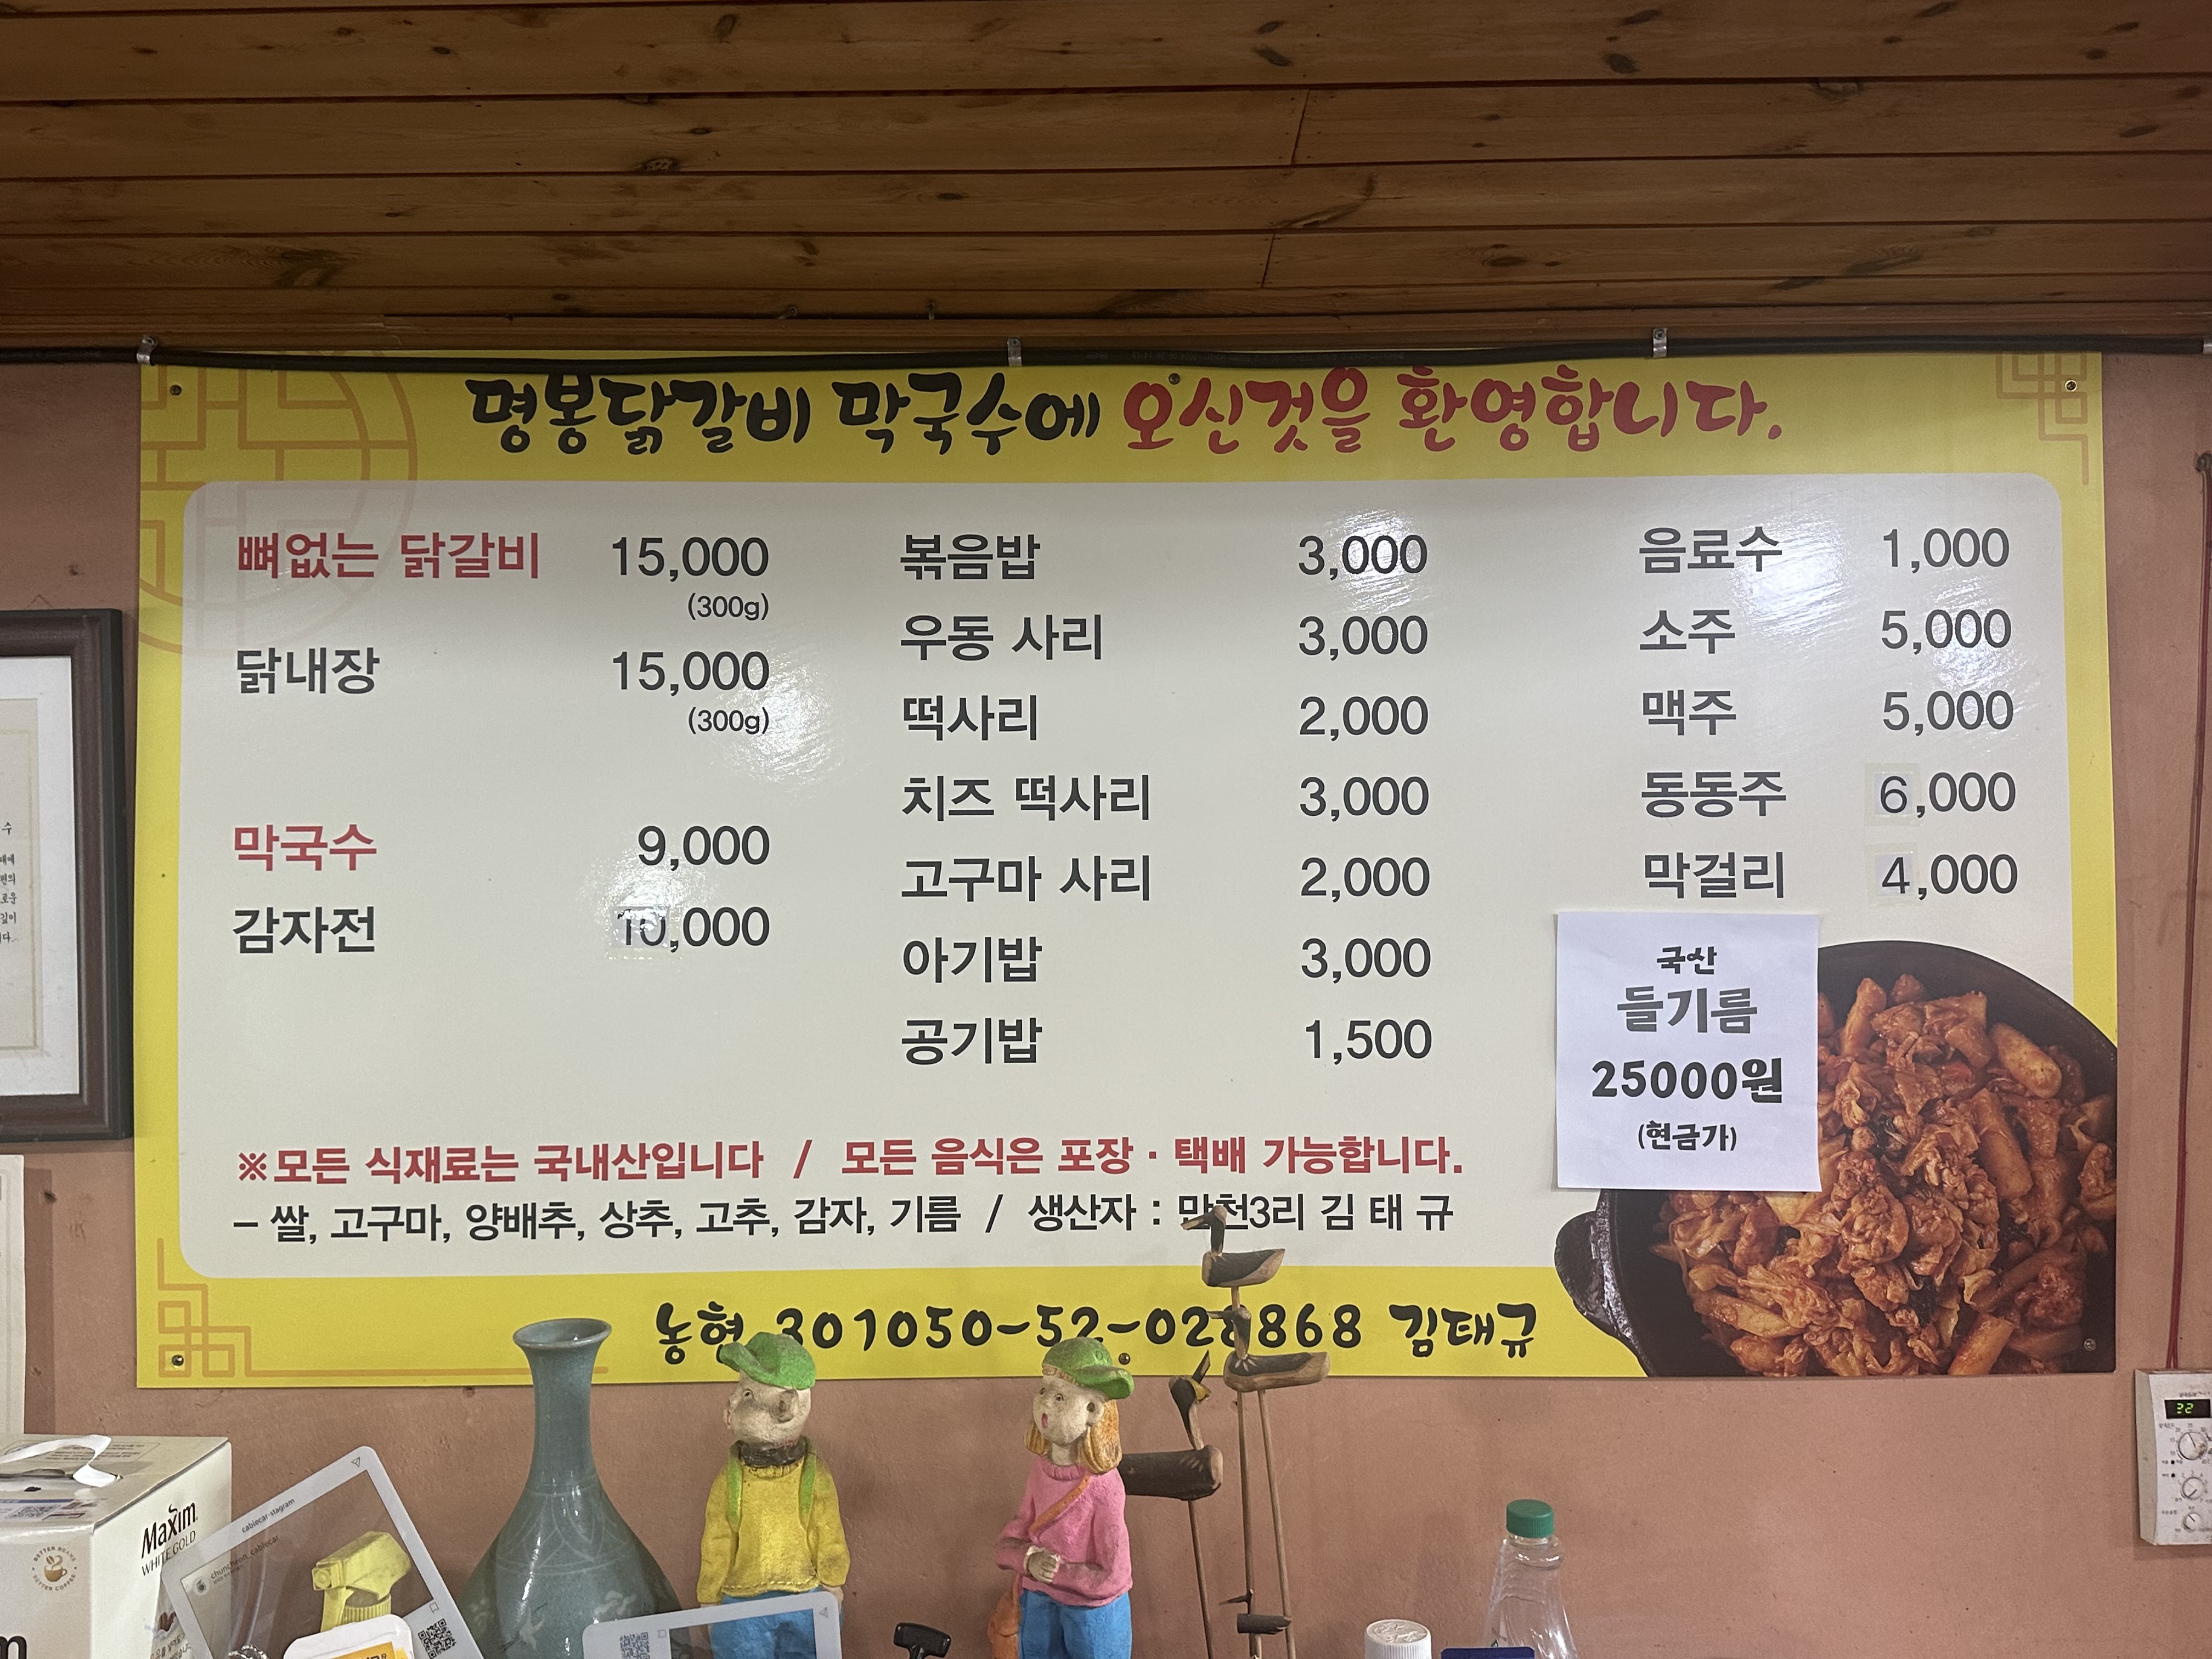 명봉닭갈비 막국수에 오신것을 환영합니다.
뼈없는 닭갈비 15,000
(300g)
닭내장 15,000
(300g)
막국수 9,000
감자전 10,000
볶음밥 3,000
우동 사리 3,000
떡사리 2,000
치즈 떡사리 3,000
고구마 사리 2,000
아기밥 3,000
공기밥 1,500
음료수 1,000
소주 5,000
맥주 5,000
동동주 6,000
막걸리 4,000
국산
들기름
25000원
(현금가)
※모든 식재료는 국내산입니다 / 모든 음식은 포장 · 택배 가능합니다.
– 쌀, 고구마, 양배추, 상추, 고추, 감자, 기름 / 생산자 : 김 태 규
농협 김태규
Maxim
WHITE GOLD
cablecar-stagram
chuncheon_cablecar